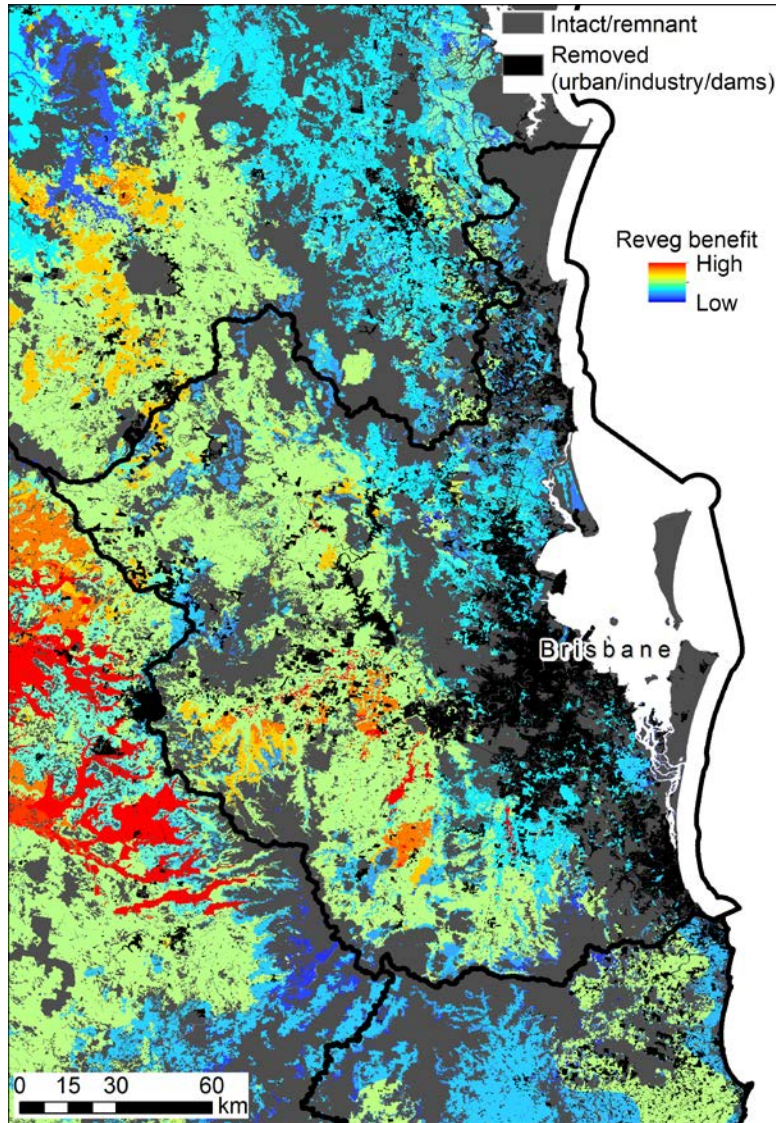 Intact/remnant
Removed
(urban/industry/dams)
Reveg benefit
High
Low
Brisbane
0 15 30 60
km